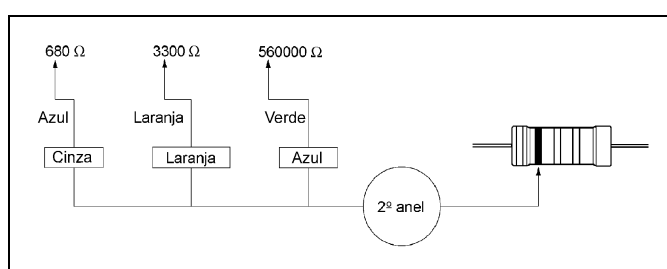 680 Ω 3300 Ω 560000 Ω
Azul Laranja Verde
Cinza Laranja Azul
2º anel